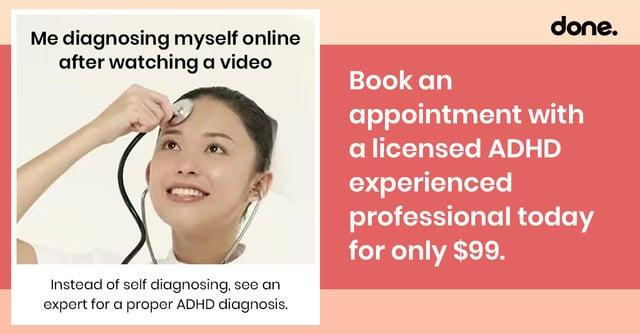 Me diagnosing myself online
after watching a video
Instead of self diagnosing, see an
expert for a proper ADHD diagnosis.
done.
Book an
appointment with
a licensed ADHD
experienced
professional today
for only $99.